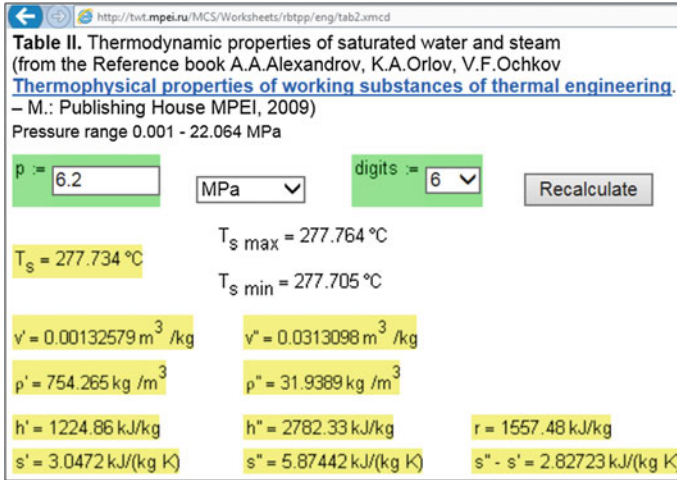 http://twt.mpei.ru/MCS/Worksheets/rbtpp/eng/tab2.xmcd
Table II. Thermodynamic properties of saturated water and steam
(from the Reference book A.A.Alexandrov, K.A.Orlov, V.F.Ochkov
Thermophysical properties of working substances of thermal engineering.
– M.: Publishing House MPEI, 2009)
Pressure range 0.001 - 22.064 MPa
p := 6.2 MPa digits := 6 Recalculate
T_s = 277.734 °C
T_s max = 277.764 °C
T_s min = 277.705 °C
v' = 0.00132579 m³ /kg v" = 0.0313098 m³ /kg
ρ' = 754.265 kg /m³ ρ" = 31.9389 kg /m³
h' = 1224.86 kJ/kg h" = 2782.33 kJ/kg r = 1557.48 kJ/kg
s' = 3.0472 kJ/(kg K) s" = 5.87442 kJ/(kg K) s" - s' = 2.82723 kJ/(kg K